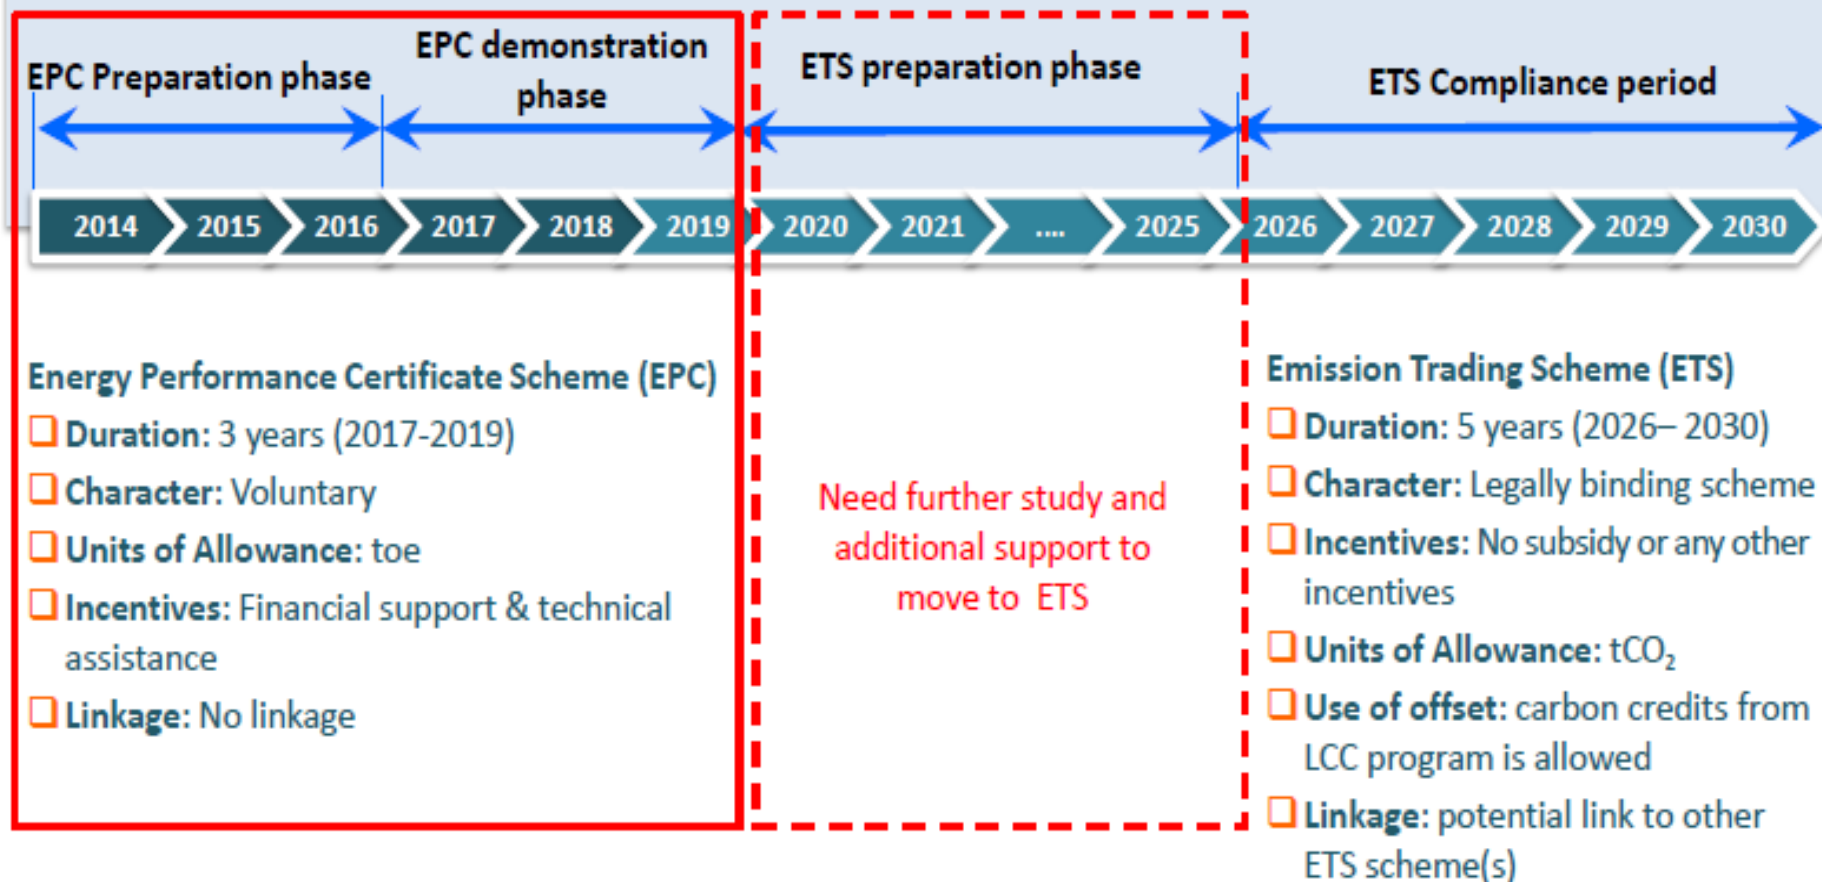 EPC Preparation phase
EPC demonstration
phase
ETS preparation phase
ETS Compliance period
2014 2015 2016 2017 2018 2019 2020 2021 .... 2025 2026 2027 2028 2029 2030
Energy Performance Certificate Scheme (EPC)
Duration: 3 years (2017-2019)
Character: Voluntary
Units of Allowance: toe
Incentives: Financial support & technical
assistance
Linkage: No linkage
Need further study and
additional support to
move to ETS
Emission Trading Scheme (ETS)
Duration: 5 years (2026– 2030)
Character: Legally binding scheme
Incentives: No subsidy or any other
incentives
Units of Allowance: tCO₂
Use of offset: carbon credits from
LCC program is allowed
Linkage: potential link to other
ETS scheme(s)